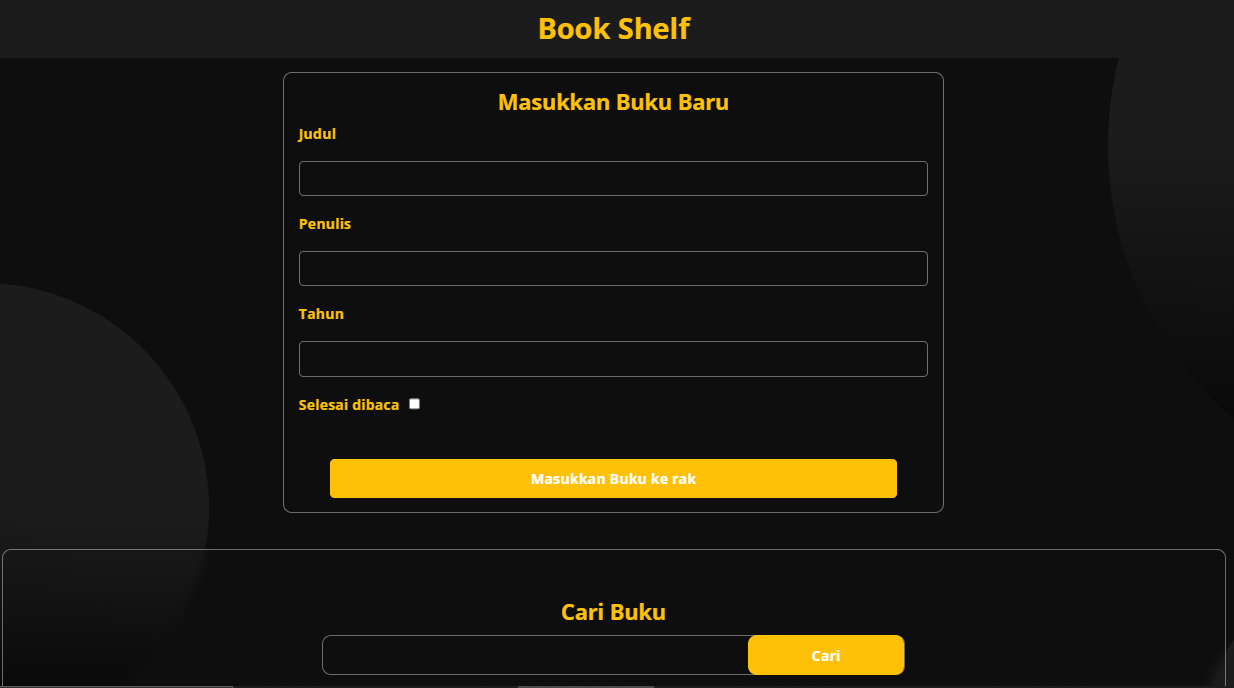 Book Shelf
Masukkan Buku Baru
Judul
Penulis
Tahun
Selesai dibaca
Masukkan Buku ke rak
Cari Buku
Cari